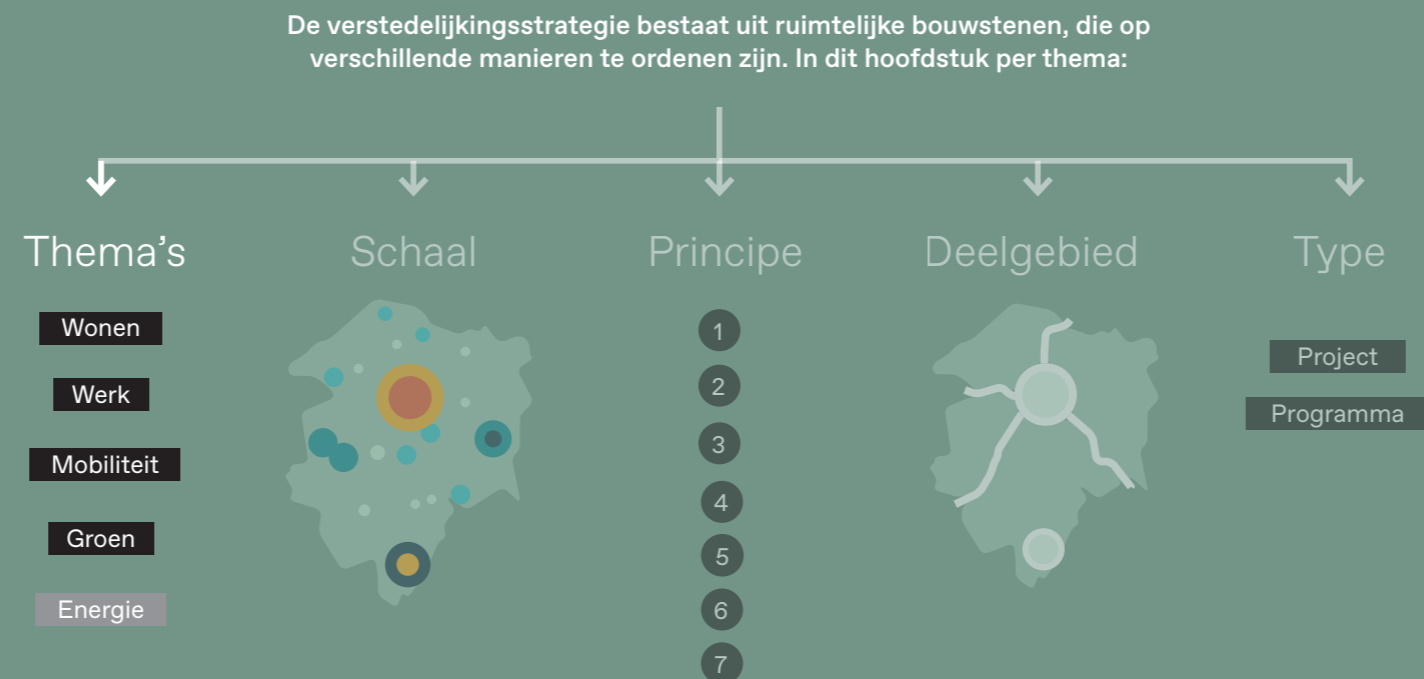 De verstedelijkingsstrategie bestaat uit ruimtelijke bouwstenen, die op
verschillende manieren te ordenen zijn. In dit hoofdstuk per thema:
Thema's
Wonen
Werk
Mobiliteit
Groen
Energie
Schaal
Principe
1
2
3
4
5
6
7
Deelgebied
Type
Project
Programma